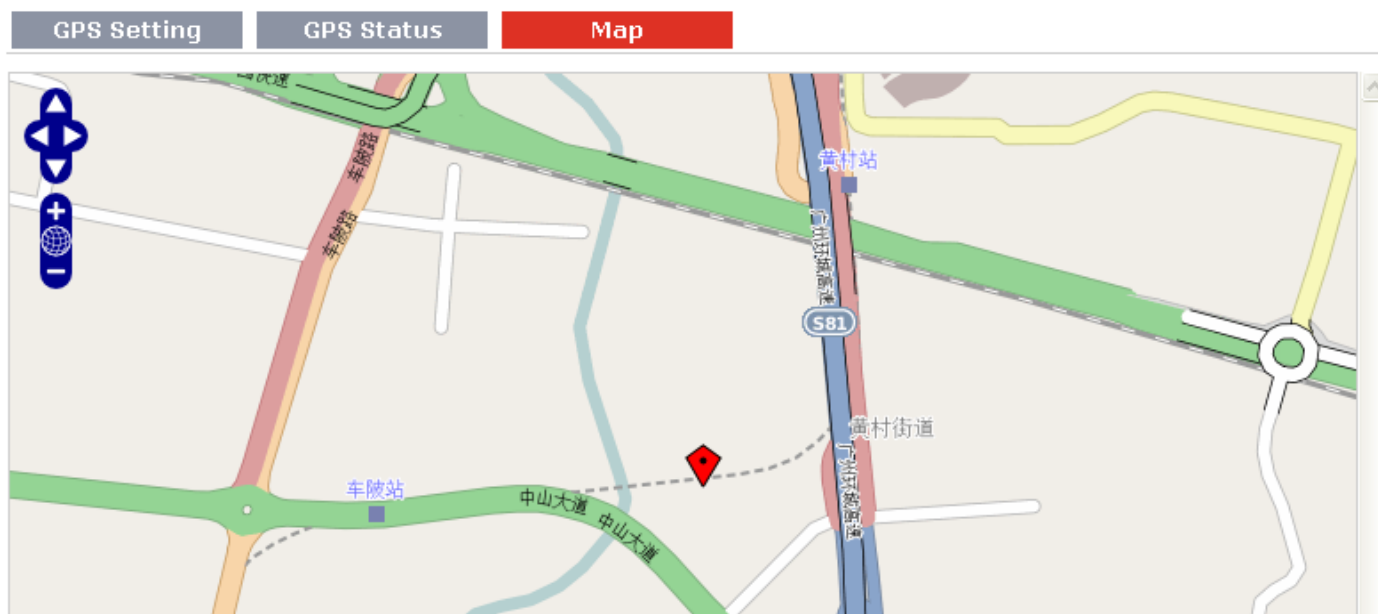 GPS Setting
GPS Status
Map
车陂路
黄村站
车陂路
广州环城高速
S81
黄村街道
广州环城高速
车陂站
中山大道
中山大道